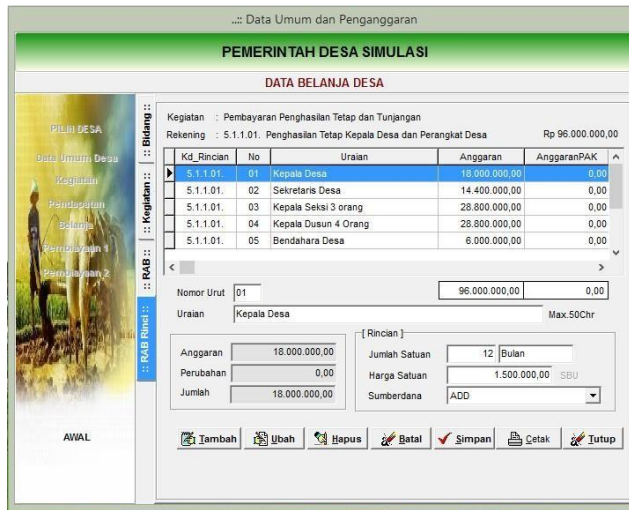 ..:: Data Umum dan Penganggaran
PEMERINTAH DESA SIMULASI
DATA BELANJA DESA
PILIH DESA
Data Umum Desa
Kegiatan
Pendapatan
Belanja
Pembiayaan 1
Pembiayaan 2
AWAL
:: Bidang ::
:: Kegiatan ::
:: RAB ::
:: RAB Rinci ::
Kegiatan : Pembayaran Penghasilan Tetap dan Tunjangan
Rekening : 5.1.1.01. Penghasilan Tetap Kepala Desa dan Perangkat Desa Rp 96.000.000,00
Kd_Rincian No Uraian Anggaran AnggaranPAK
5.1.1.01. 01 Kepala Desa 18.000.000,00 0,00
5.1.1.01. 02 Sekretaris Desa 14.400.000,00 0,00
5.1.1.01. 03 Kepala Seksi 3 orang 28.800.000,00 0,00
5.1.1.01. 04 Kepala Dusun 4 Orang 28.800.000,00 0,00
5.1.1.01. 05 Bendahara Desa 6.000.000,00 0,00
Nomor Urut 01 96.000.000,00 0,00
Uraian Kepala Desa Max.50Chr
Anggaran 18.000.000,00
Perubahan 0,00
Jumlah 18.000.000,00
[ Rincian ]
Jumlah Satuan 12 Bulan
Harga Satuan 1.500.000,00 SBU
Sumberdana ADD
Tambah Ubah Hapus Batal Simpan Cetak Tutup